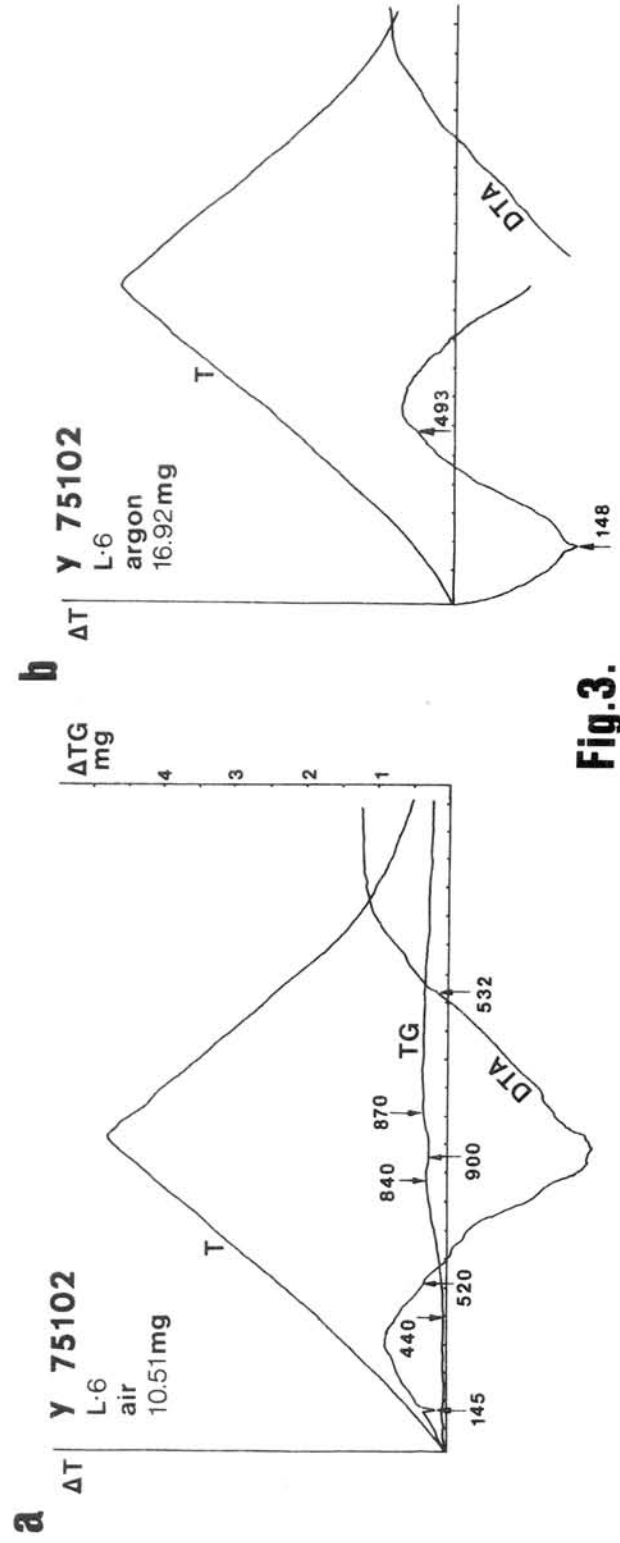 a
ΔT
y 75102
L·6
air
10.51mg
T
145
440
520
840
900
870
TG
DTA
532
ΔTG
mg
4
3
2
1
b
ΔT
y 75102
L·6
argon
16.92mg
T
148
493
DTA
Fig.3.